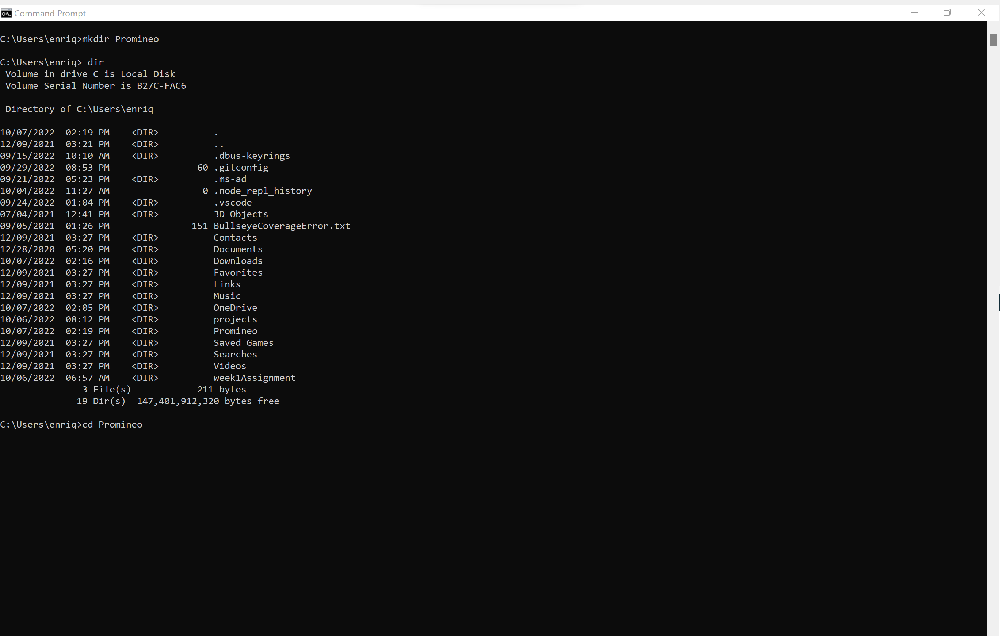 Command Prompt
C:\Users\enriq>mkdir Promineo
C:\Users\enriq> dir
 Volume in drive C is Local Disk
 Volume Serial Number is B27C-FAC6
 Directory of C:\Users\enriq
10/07/2022  02:19 PM    <DIR>          .
12/09/2021  03:21 PM    <DIR>          ..
09/15/2022  10:10 AM    <DIR>          .dbus-keyrings
09/29/2022  08:53 PM                60 .gitconfig
09/21/2022  05:23 PM    <DIR>          .ms-ad
10/04/2022  11:27 AM                 0 .node_repl_history
09/24/2022  01:04 PM    <DIR>          .vscode
07/04/2021  12:41 PM    <DIR>          3D Objects
09/05/2021  01:26 PM               151 BullseyeCoverageError.txt
12/09/2021  03:27 PM    <DIR>          Contacts
12/28/2020  05:20 PM    <DIR>          Documents
10/07/2022  02:16 PM    <DIR>          Downloads
12/09/2021  03:27 PM    <DIR>          Favorites
12/09/2021  03:27 PM    <DIR>          Links
12/09/2021  03:27 PM    <DIR>          Music
10/07/2022  02:05 PM    <DIR>          OneDrive
10/06/2022  08:12 PM    <DIR>          projects
10/07/2022  02:19 PM    <DIR>          Promineo
12/09/2021  03:27 PM    <DIR>          Saved Games
12/09/2021  03:27 PM    <DIR>          Searches
12/09/2021  03:27 PM    <DIR>          Videos
10/06/2022  06:57 AM    <DIR>          week1Assignment
               3 File(s)            211 bytes
              19 Dir(s)  147,401,912,320 bytes free
C:\Users\enriq>cd Promineo